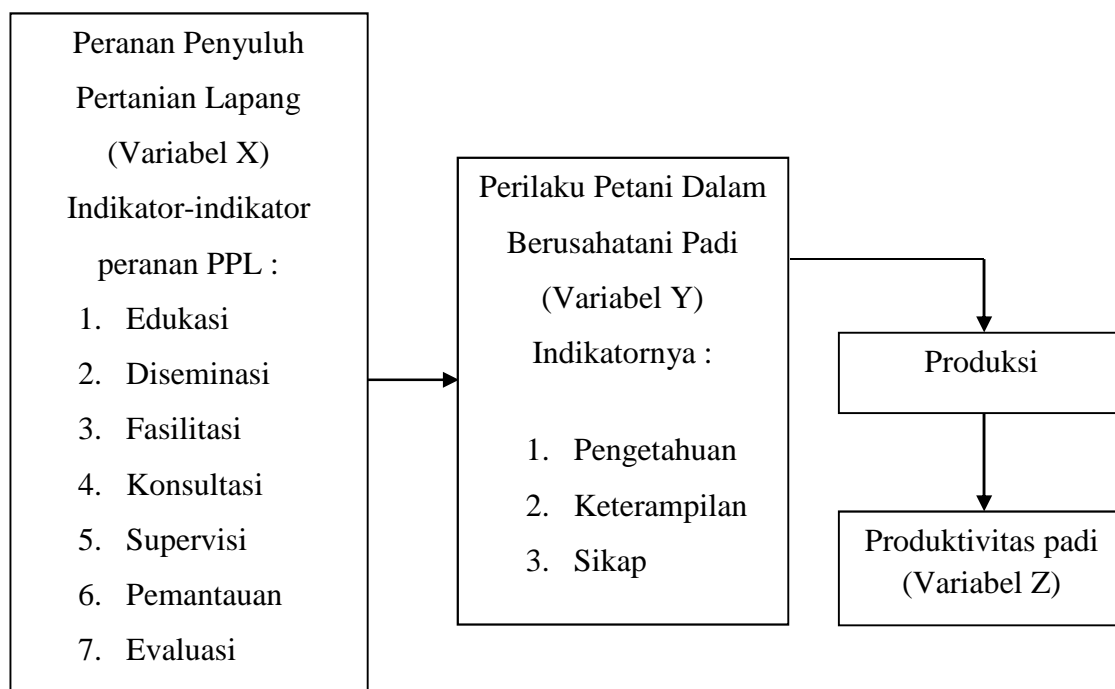 Peranan Penyuluh
Pertanian Lapang
(Variabel X)
Indikator-indikator
peranan PPL :
1. Edukasi
2. Diseminasi
3. Fasilitasi
4. Konsultasi
5. Supervisi
6. Pemantauan
7. Evaluasi
Perilaku Petani Dalam
Berusahatani Padi
(Variabel Y)
Indikatornya :
1. Pengetahuan
2. Keterampilan
3. Sikap
Produksi
Produktivitas padi
(Variabel Z)